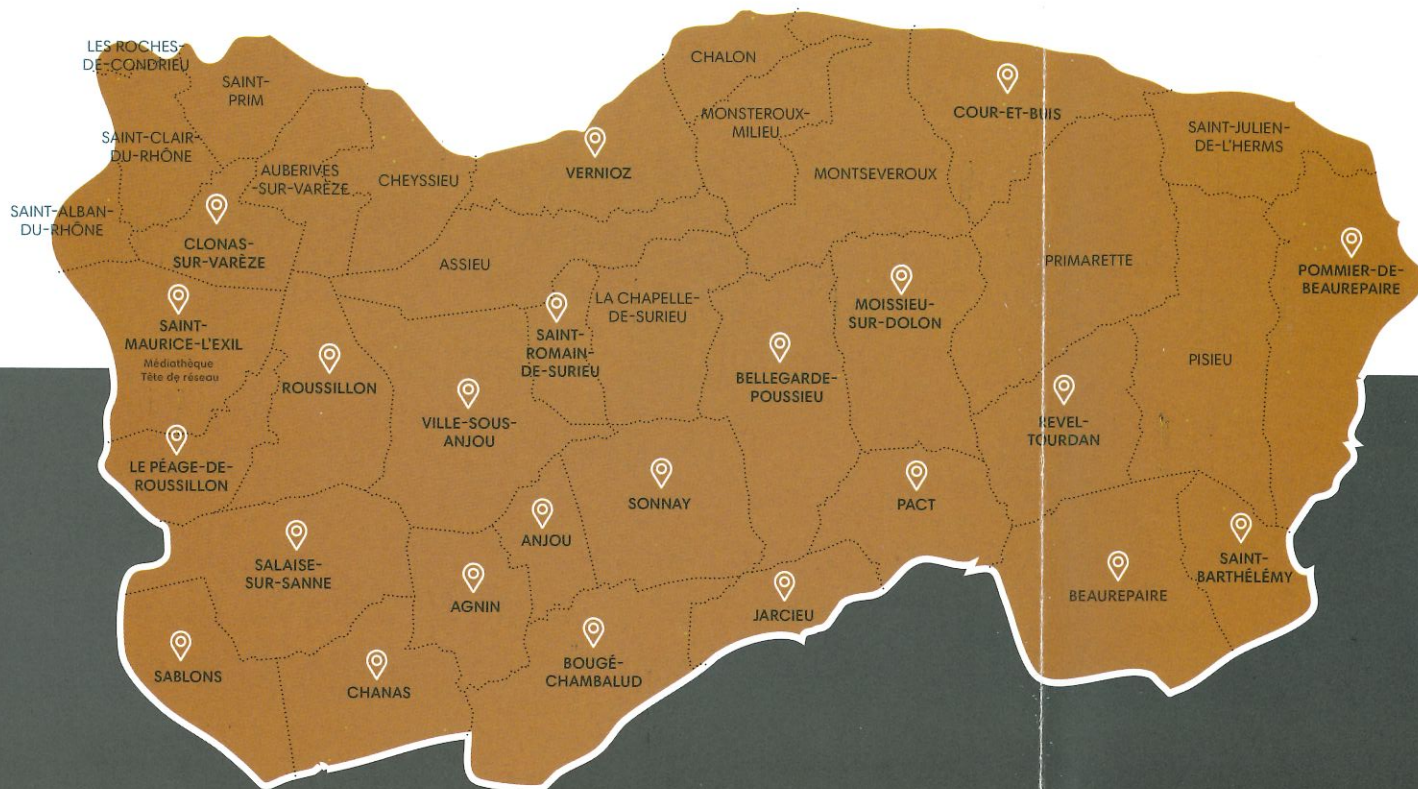 LES ROCHES-
DE-CONDRIEU
SAINT-
PRIM
SAINT-CLAIR-
DU-RHÔNE
AUBERIVES
-SUR-VARÈZE
CHEYSSIEU
SAINT-ALBAN-
DU-RHÔNE
CLONAS-
SUR-VARÈZE
VERNIOZ
CHALON
MONSTEROUX-
MILIEU
MONTSEVEROUX
COUR-ET-BUIS
SAINT-JULIEN-
DE-L'HERMS
ASSIEU
PRIMARETTE
POMMIER-DE-
BEAUREPAIRE
SAINT-
MAURICE-L'EXIL
Médiathèque
Tête de réseau
ROUSSILLON
SAINT-
ROMAIN-
DE-SURIEU
LA CHAPELLE-
DE-SURIEU
MOISSIEU-
SUR-DOLON
BELLEGARDE-
POUSSIEU
PISIEU
VILLE-SOUS-
ANJOU
REVEL-
TOURDAN
LE PÉAGE-DE-
ROUSSILLON
SONNAY
PACT
ANJOU
SALAISE-
SUR-SANNE
AGNIN
JARCIEU
BEAUREPAIRE
SAINT-
BARTHÉLÉMY
SABLONS
CHANAS
BOUGÉ-
CHAMBALUD